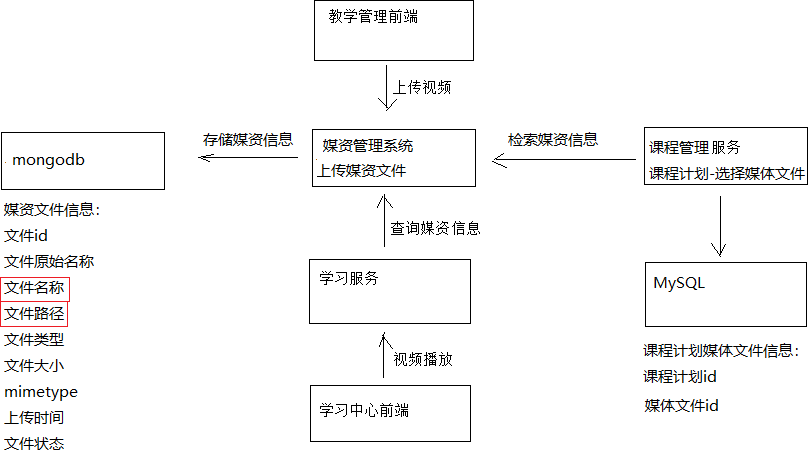 教学管理前端
上传视频
存储媒资信息
检索媒资信息
mongodb
媒资管理系统
上传媒资文件
课程管理服务
课程计划-选择媒体文件
媒资文件信息:
文件id
文件原始名称
文件名称
文件路径
文件类型
文件大小
mimetype
上传时间
文件状态
查询媒资信息
学习服务
视频播放
学习中心前端
MySQL
课程计划媒体文件信息:
课程计划id
媒体文件id